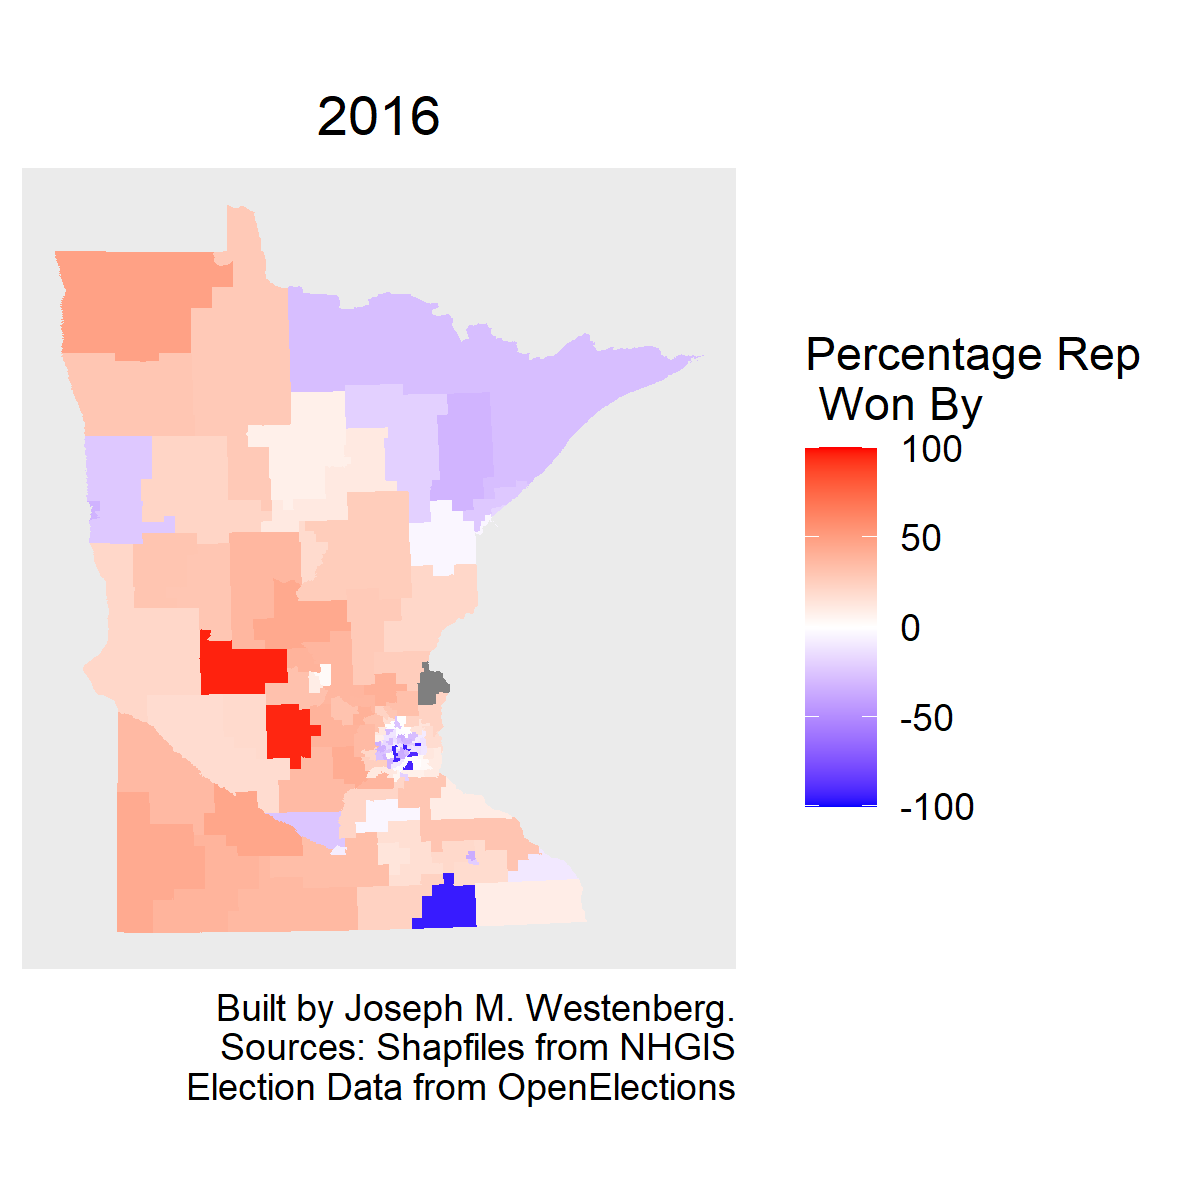 2016
Percentage Rep
Won By
100
50
0
-50
-100
Built by Joseph M. Westenberg.
Sources: Shapfiles from NHGIS
Election Data from OpenElections